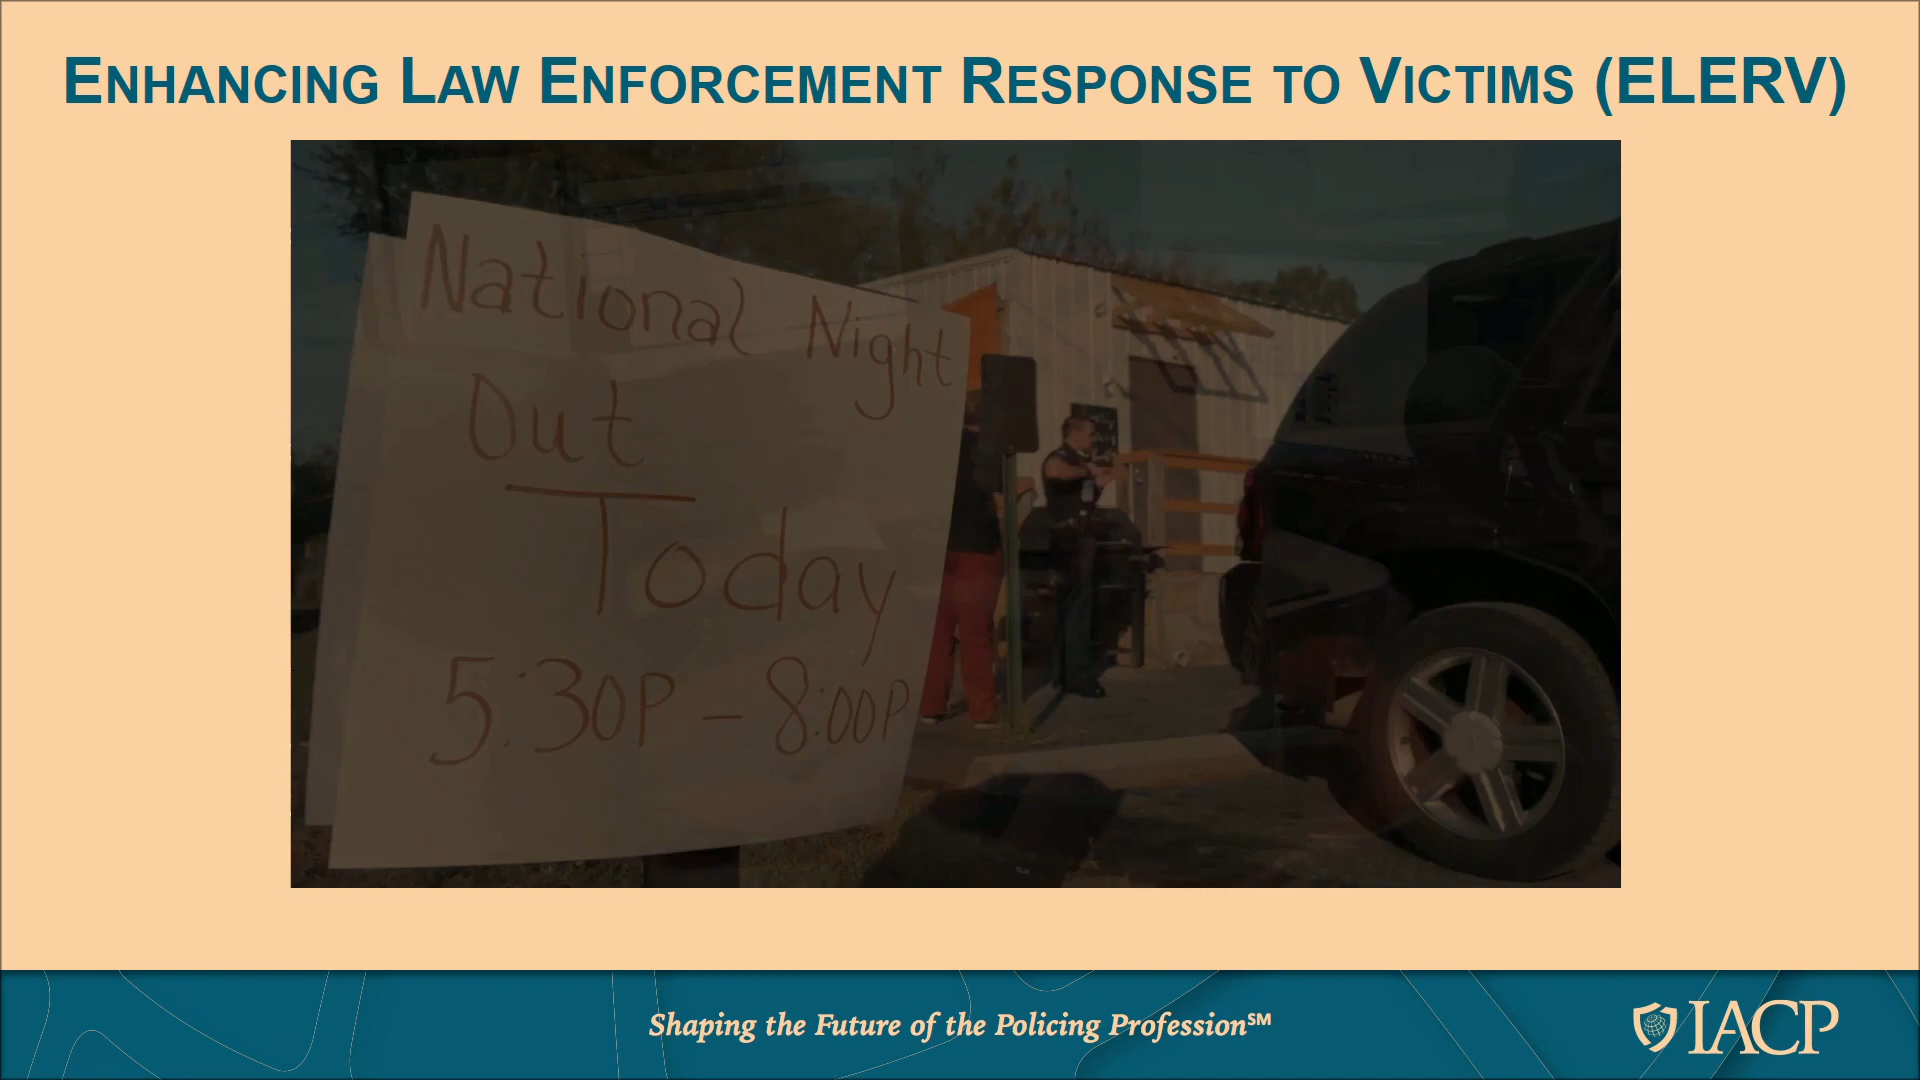 ENHANCING LAW ENFORCEMENT RESPONSE TO VICTIMS (ELERV)
National Night
Out
Today
5:30P - 8:00P
Shaping the Future of the Policing Profession℠
IACP